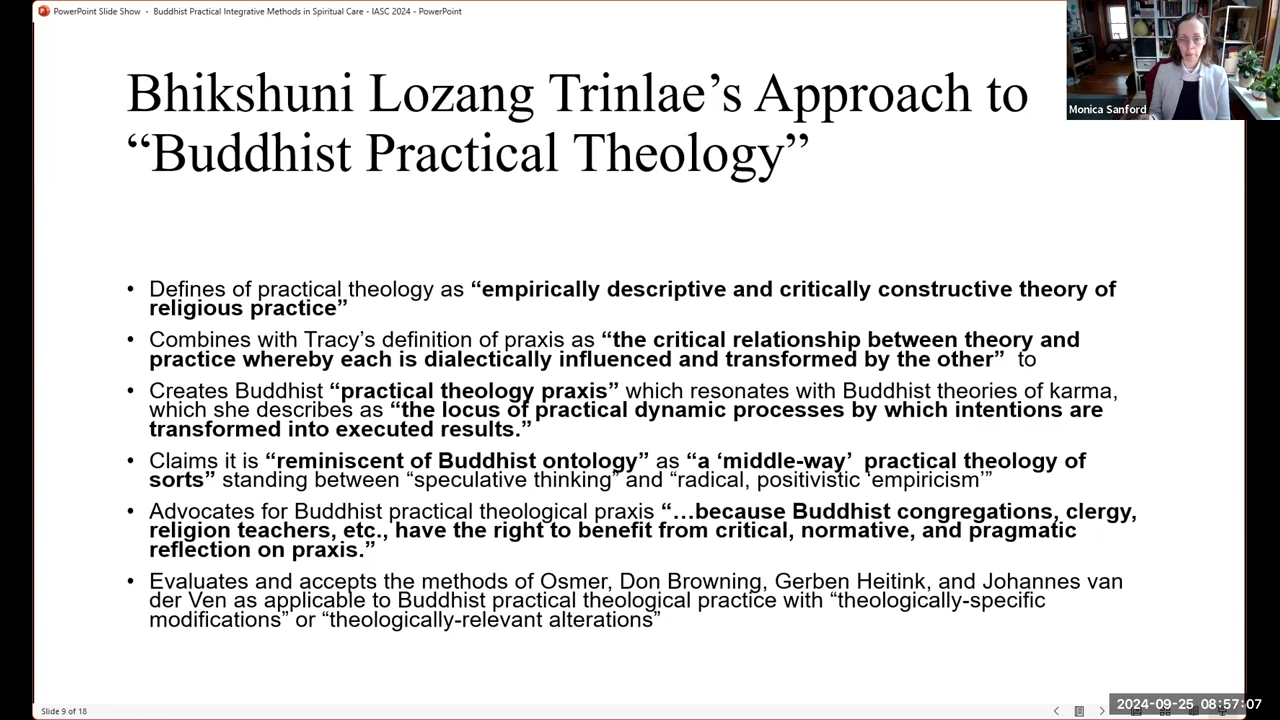 PowerPoint Slide Show - Buddhist Practical Integrative Methods in Spiritual Care - IASC 2024 - PowerPoint
Bhikshuni Lozang Trinlae’s Approach to
“Buddhist Practical Theology”
Monica Sanford
• Defines of practical theology as “empirically descriptive and critically constructive theory of
religious practice”
• Combines with Tracy’s definition of praxis as “the critical relationship between theory and
practice whereby each is dialectically influenced and transformed by the other” to
• Creates Buddhist “practical theology praxis” which resonates with Buddhist theories of karma,
which she describes as “the locus of practical dynamic processes by which intentions are
transformed into executed results.”
• Claims it is “reminiscent of Buddhist ontology” as “a ‘middle-way’ practical theology of
sorts” standing between “speculative thinking” and “radical, positivistic ‘empiricism’”
• Advocates for Buddhist practical theological praxis “…because Buddhist congregations, clergy,
religion teachers, etc., have the right to benefit from critical, normative, and pragmatic
reflection on praxis.”
• Evaluates and accepts the methods of Osmer, Don Browning, Gerben Heitink, and Johannes van
der Ven as applicable to Buddhist practical theological practice with “theologically-specific
modifications” or “theologically-relevant alterations”
Slide 9 of 18
2024-09-25 08:57:07